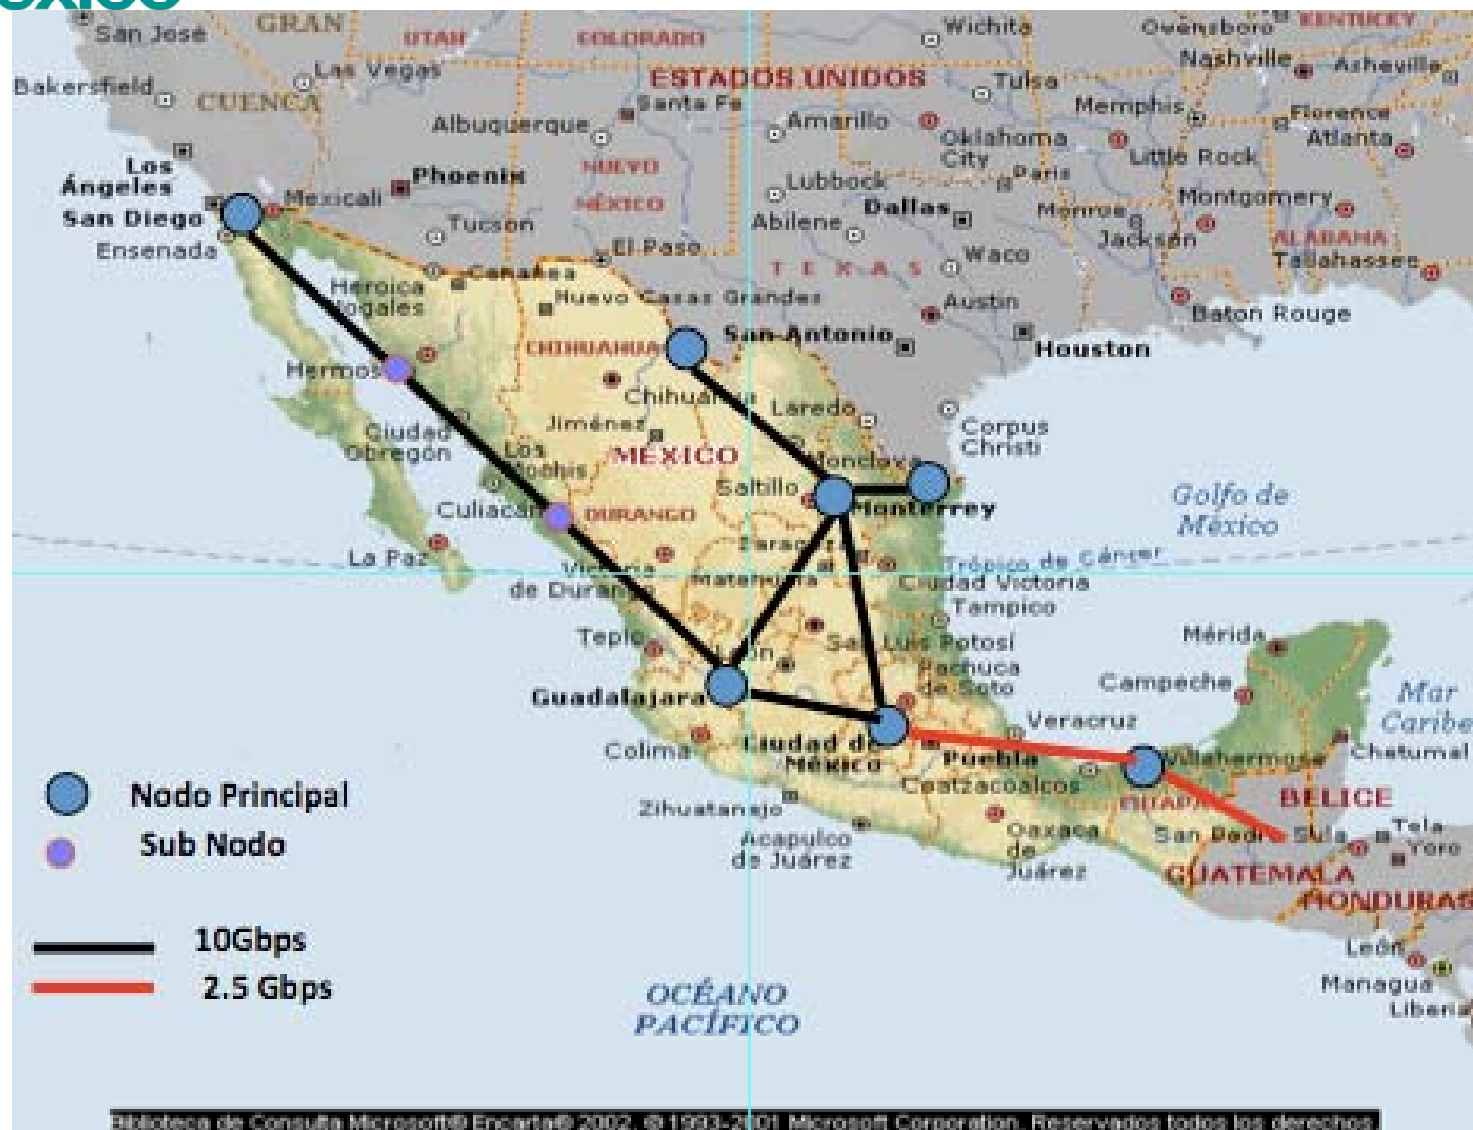 San José
GRAN
UTAH
COLORADO
Wichita
Owensboro
KENTUCKY
Bakersfield
Las Vegas
CUENCA
ESTADOS UNIDOS
Santa Fe
Albuquerque
Amarillo
Tulsa
Oklahoma
City
Nashville
Asheville
Memphis
Florence
Atlanta
Little Rock
Los
Ángeles
San Diego
Mexicali
Phoenix
NUEVO
MÉXICO
Lubbock
Paris
Dallas
Abilene
Monroe
Jackson
Montgomery
ALABAMA
Tallahassee
Ensenada
Tucson
El Paso
Waco
TEXAS
Cananea
Heroica
Nogales
Nuevo Casas Grandes
Austin
Baton Rouge
CHIHUAHUA
San Antonio
Houston
Chihuahua
Laredo
Corpus
Christi
Ciudad
Obregón
Jiménez
Los
Mochis
MÉXICO
Monclova
Saltillo
Monterrey
Golfo de
México
Culiacán
DURANGO
La Paz
Victoria
de Durango
Matehuala
Trópico de Cáncer
Ciudad Victoria
Tampico
Tepic
León
San Luis Potosí
Pachuca
de Soto
Mérida
Campeche
Mar
Caribe
Guadalajara
Colima
Ciudad de
México
Puebla
Veracruz
Coatzacoalcos
Villahermosa
Chetumal
Zihuatanejo
Acapulco
de Juárez
Oaxaca
de
Juárez
BELICE
San Pedro Sula
Tela
Yoro
GUATEMALA
HONDURAS
León
Managua
Liberia
Nodo Principal
Sub Nodo
10Gbps
2.5 Gbps
OCÉANO
PACÍFICO
Biblioteca de Consulta Microsoft® Encarta® 2002. © 1993-2001 Microsoft Corporation. Reservados todos los derechos.